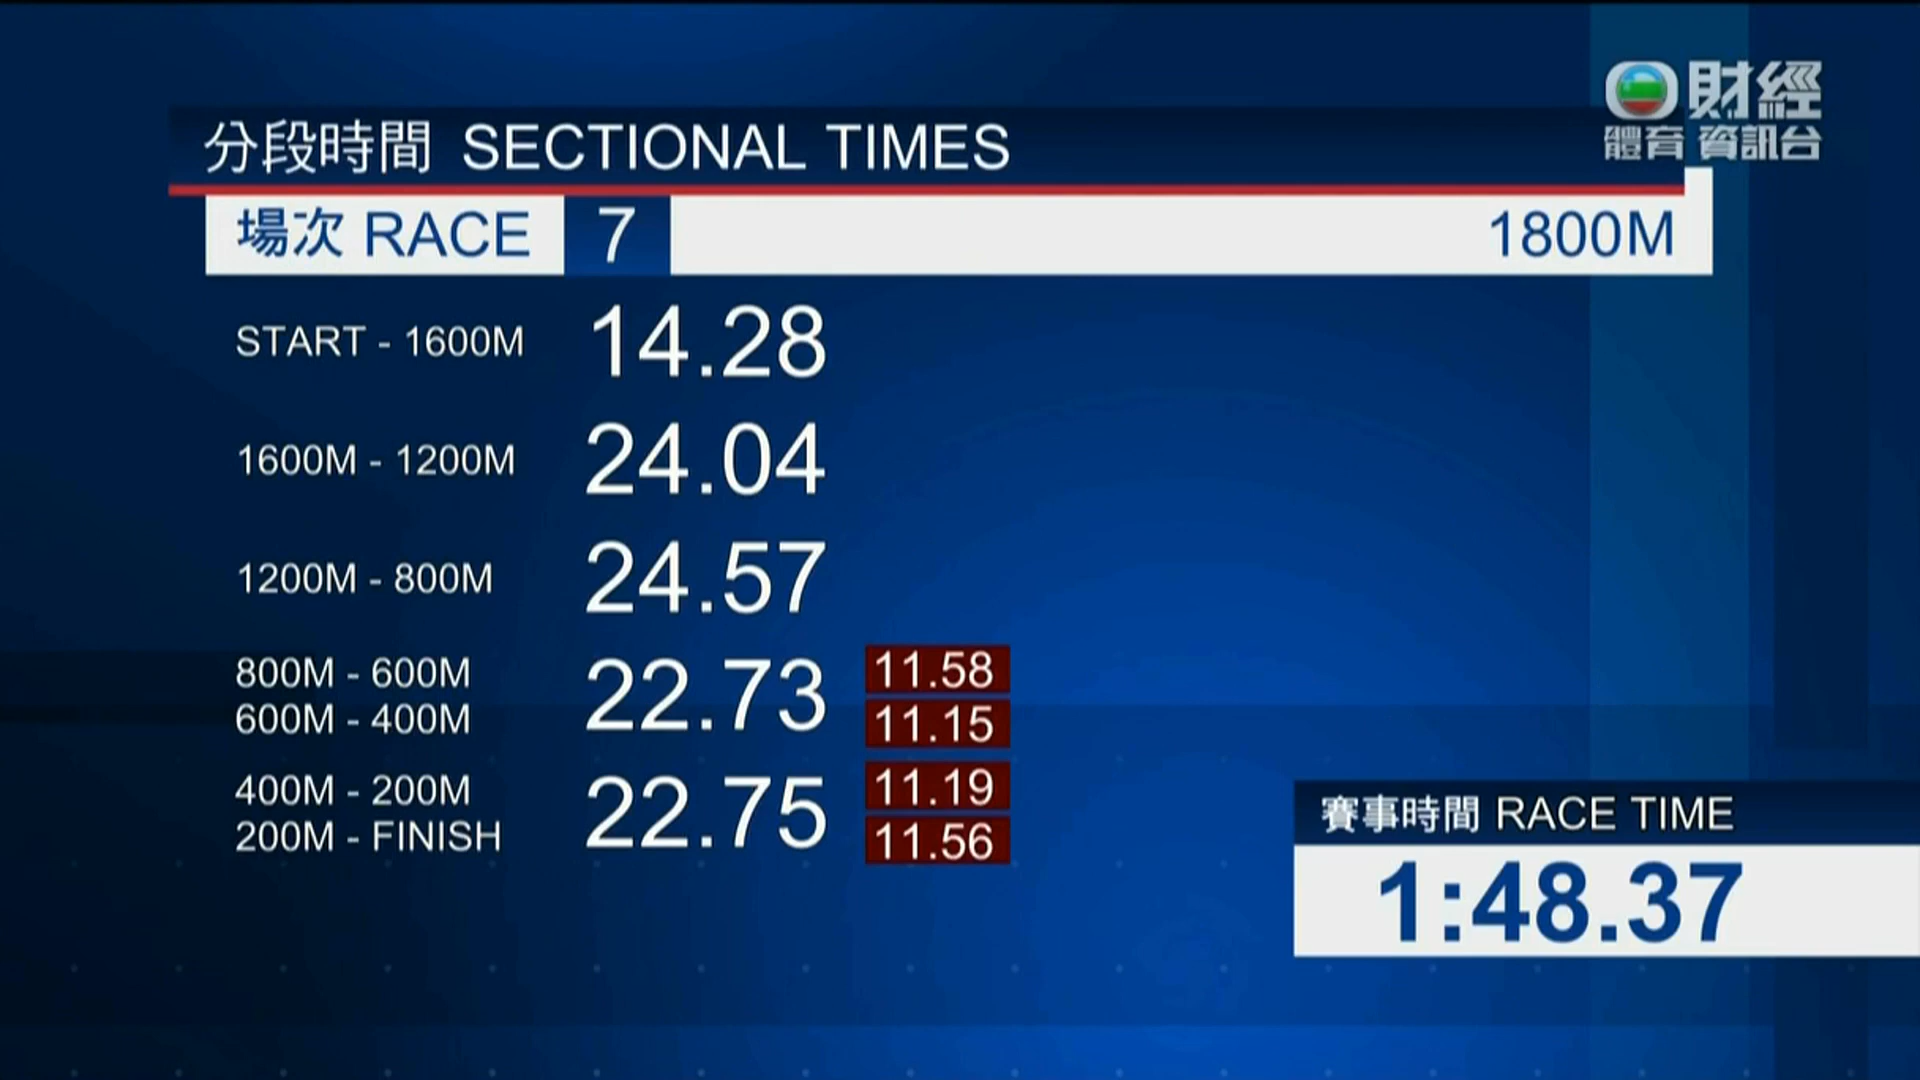 財經
體育 資訊台
分段時間 SECTIONAL TIMES
場次 RACE 7 1800M
START - 1600M 14.28
1600M - 1200M 24.04
1200M - 800M 24.57
800M - 600M 22.73 11.58
600M - 400M 11.15
400M - 200M 22.75 11.19
200M - FINISH 11.56
賽事時間 RACE TIME
1:48.37